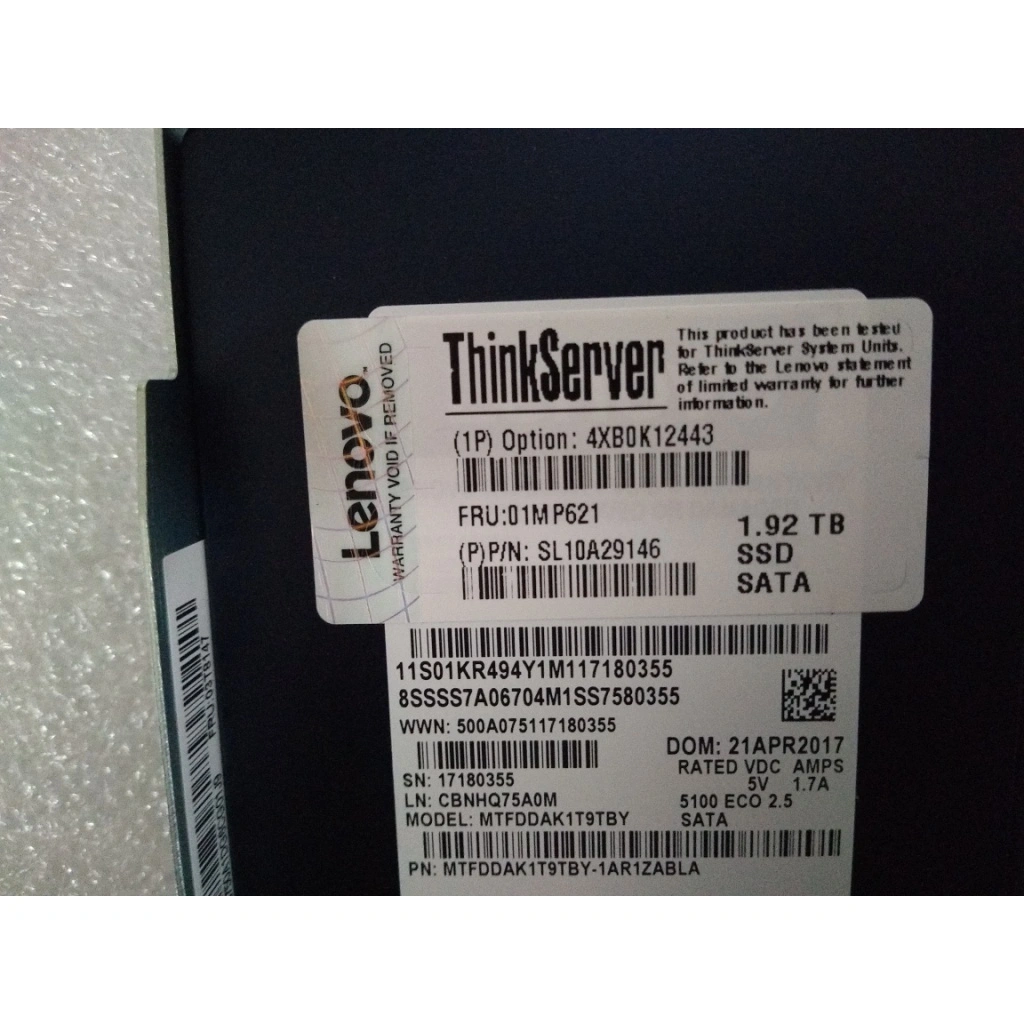 Lenovo™
WARRANTY VOID IF REMOVED
ThinkServer
This product has been tested
for ThinkServer System Units.
Refer to the Lenovo statement
of limited warranty for further
information.
(1P) Option: 4XB0K12443
FRU:01MP621
(P)P/N: SL10A29146
1.92 TB
SSD
SATA
11S01KR494Y1M117180355
8SSSS7A06704M1SS7580355
WWN: 500A075117180355
DOM: 21APR2017
RATED VDC AMPS
5V 1.7A
SN: 17180355
LN: CBNHQ75A0M
5100 ECO 2.5
MODEL: MTFDDAK1T9TBY
SATA
PN: MTFDDAK1T9TBY-1AR1ZABLA
FRU 03T8147